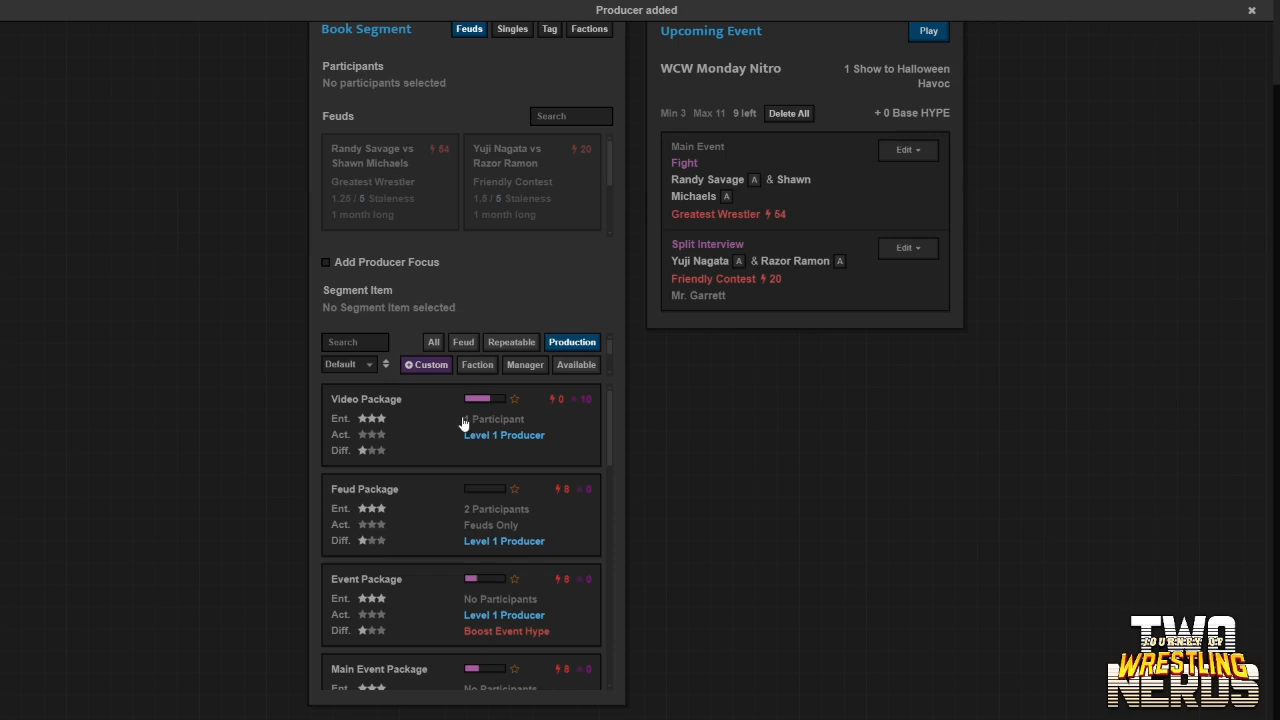 Producer added
Book Segment
Feuds Singles Tag Factions
Participants
No participants selected
Feuds
Search
Randy Savage vs Shawn Michaels 54
Greatest Wrestler
1.25 / 5 Staleness
1 month long
Yuji Nagata vs Razor Ramon 20
Friendly Contest
1.5 / 5 Staleness
1 month long
Add Producer Focus
Segment Item
No Segment Item selected
Search
All Feud Repeatable Production
Default Custom Faction Manager Available
Video Package 0 10
Ent. 1 Participant
Act. Level 1 Producer
Diff.
Feud Package 8 0
Ent. 2 Participants
Act. Feuds Only
Diff. Level 1 Producer
Event Package 8 0
Ent. No Participants
Act. Level 1 Producer
Diff. Boost Event Hype
Main Event Package 8 0
Ent. No Participants
Upcoming Event
Play
WCW Monday Nitro
1 Show to Halloween Havoc
Min 3 Max 11 9 left Delete All + 0 Base HYPE
Main Event
Edit
Fight
Randy Savage A & Shawn
Michaels A
Greatest Wrestler 54
Split Interview
Edit
Yuji Nagata A & Razor Ramon A
Friendly Contest 20
Mr. Garrett
TWO
JOURNEY OF
WRESTLING
NERDS